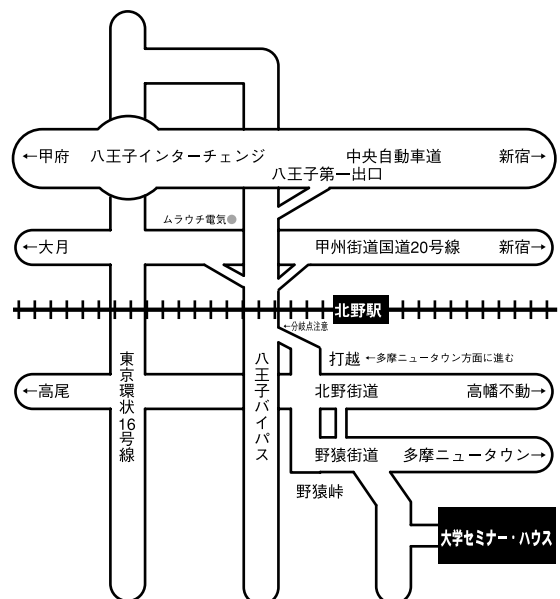 ←甲府
八王子インターチェンジ
中央自動車道
新宿→
八王子第一出口
ムラウチ電気
←大月
甲州街道国道20号線
新宿→
北野駅
←分岐点注意
打越
←多摩ニュータウン方面に進む
東京環状16号線
八王子バイパス
←高尾
北野街道
高幡不動→
野猿街道
多摩ニュータウン→
野猿峠
大学セミナー・ハウス